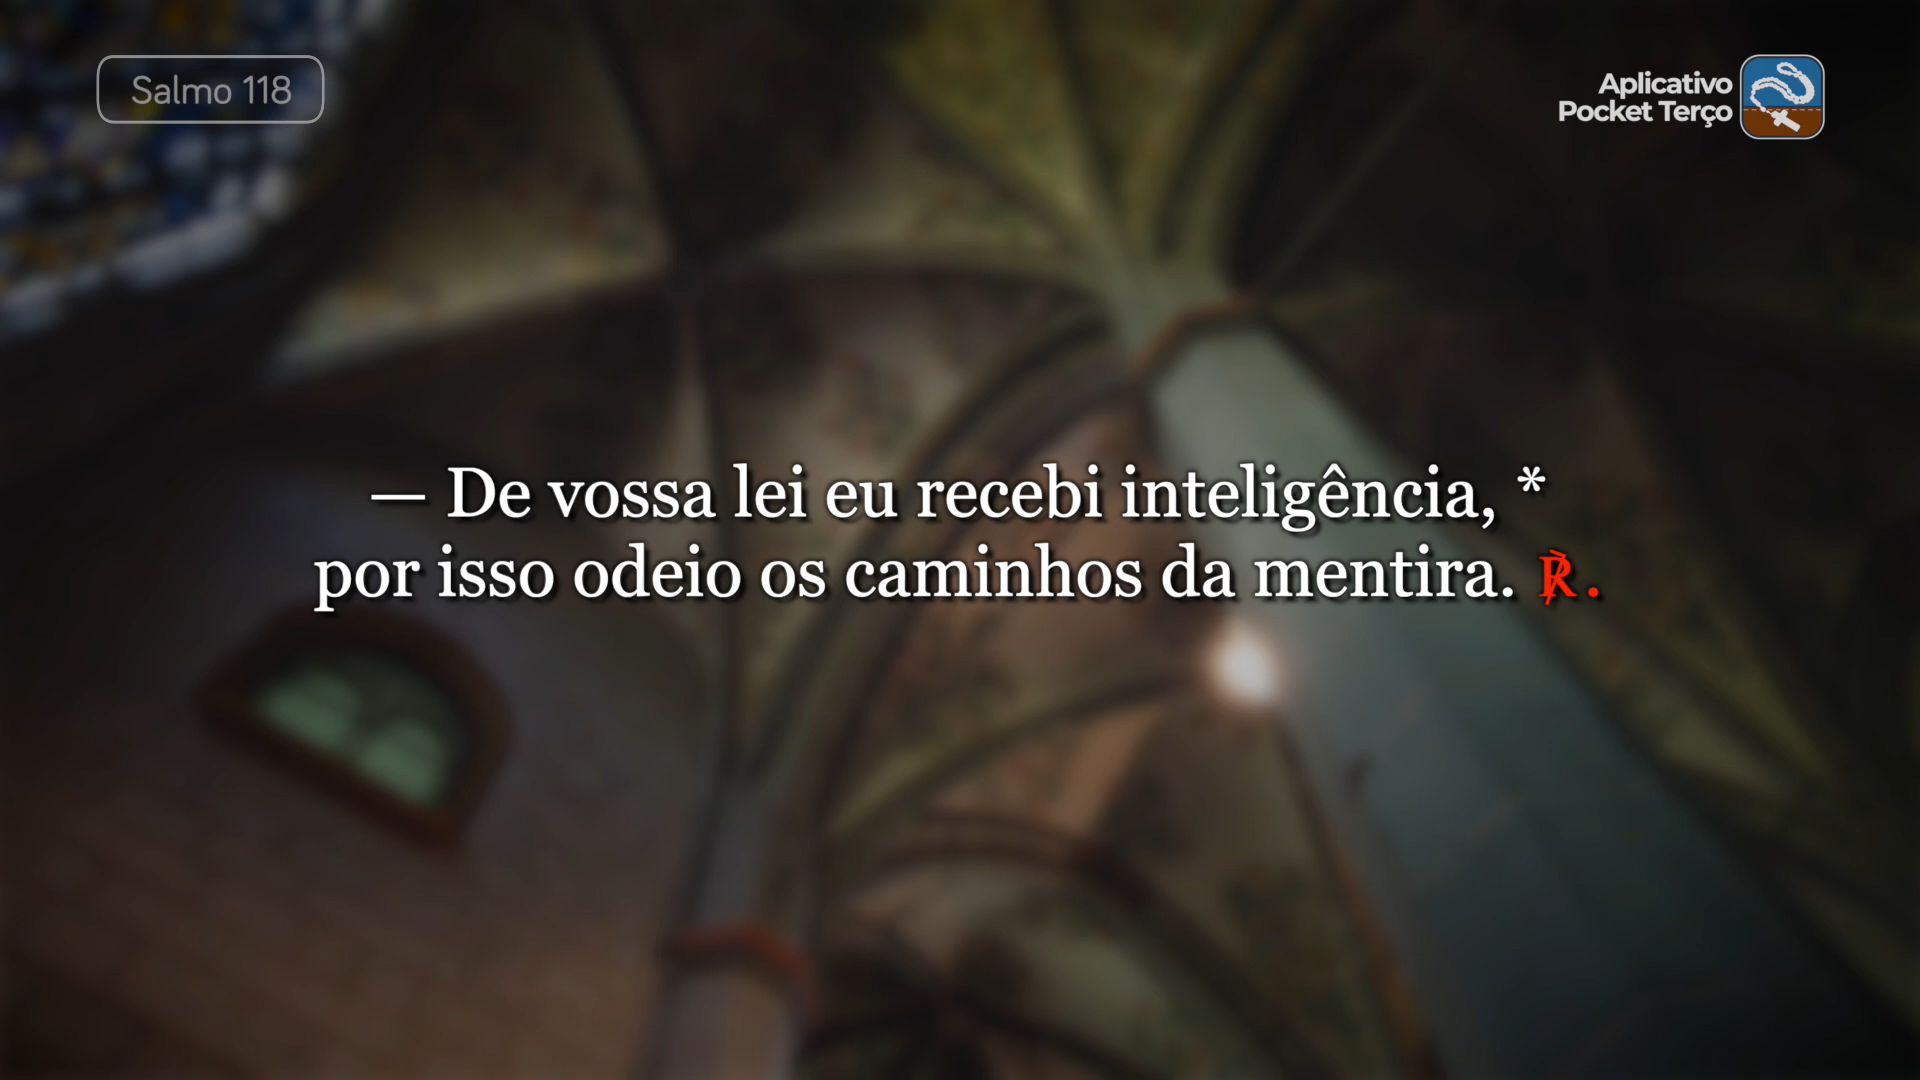 Salmo 118
Aplicativo
Pocket Terço
— De vossa lei eu recebi inteligência, *
por isso odeio os caminhos da mentira. ℟.